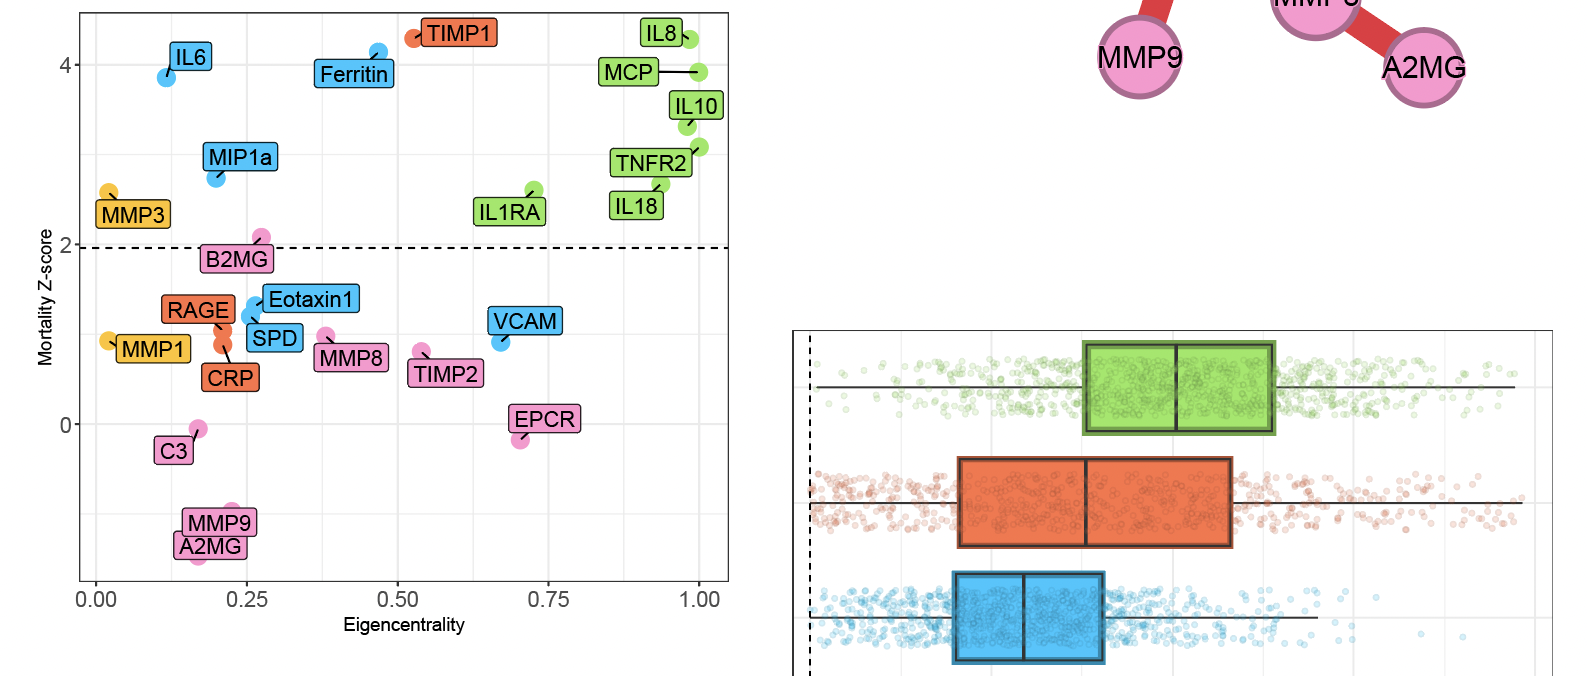 TIMP1
IL8
IL6
4
Ferritin
MCP
IL10
MIP1a
TNFR2
MMP3
IL1RA
IL18
2
B2MG
Mortality Z-score
RAGE
Eotaxin1
VCAM
SPD
MMP1
MMP8
CRP
TIMP2
0
EPCR
C3
MMP9
A2MG
0.00
0.25
0.50
0.75
1.00
Eigencentrality
MMP9
A2MG